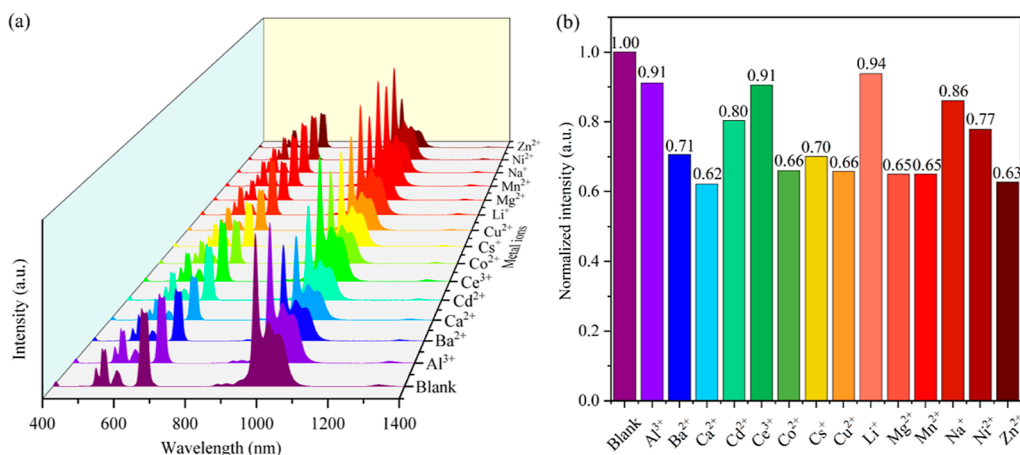 (a)
Intensity (a.u.)
400
600
800
1000
1200
1400
Wavelength (nm)
Zn²⁺
Ni²⁺
Na⁺
Mn²⁺
Mg²⁺
Li⁺
Cu²⁺
Cs⁺
Co²⁺
Ce³⁺
Cd²⁺
Ca²⁺
Ba²⁺
Al³⁺
Blank
Metal ions
(b)
Normalized intensity (a.u.)
1.0
0.8
0.6
0.4
0.2
0.0
1.00
0.91
0.71
0.62
0.80
0.91
0.66
0.70
0.66
0.94
0.65
0.65
0.86
0.77
0.63
Blank
Al³⁺
Ba²⁺
Ca²⁺
Cd²⁺
Ce³⁺
Co²⁺
Cs⁺
Cu²⁺
Li⁺
Mg²⁺
Mn²⁺
Na⁺
Ni²⁺
Zn²⁺